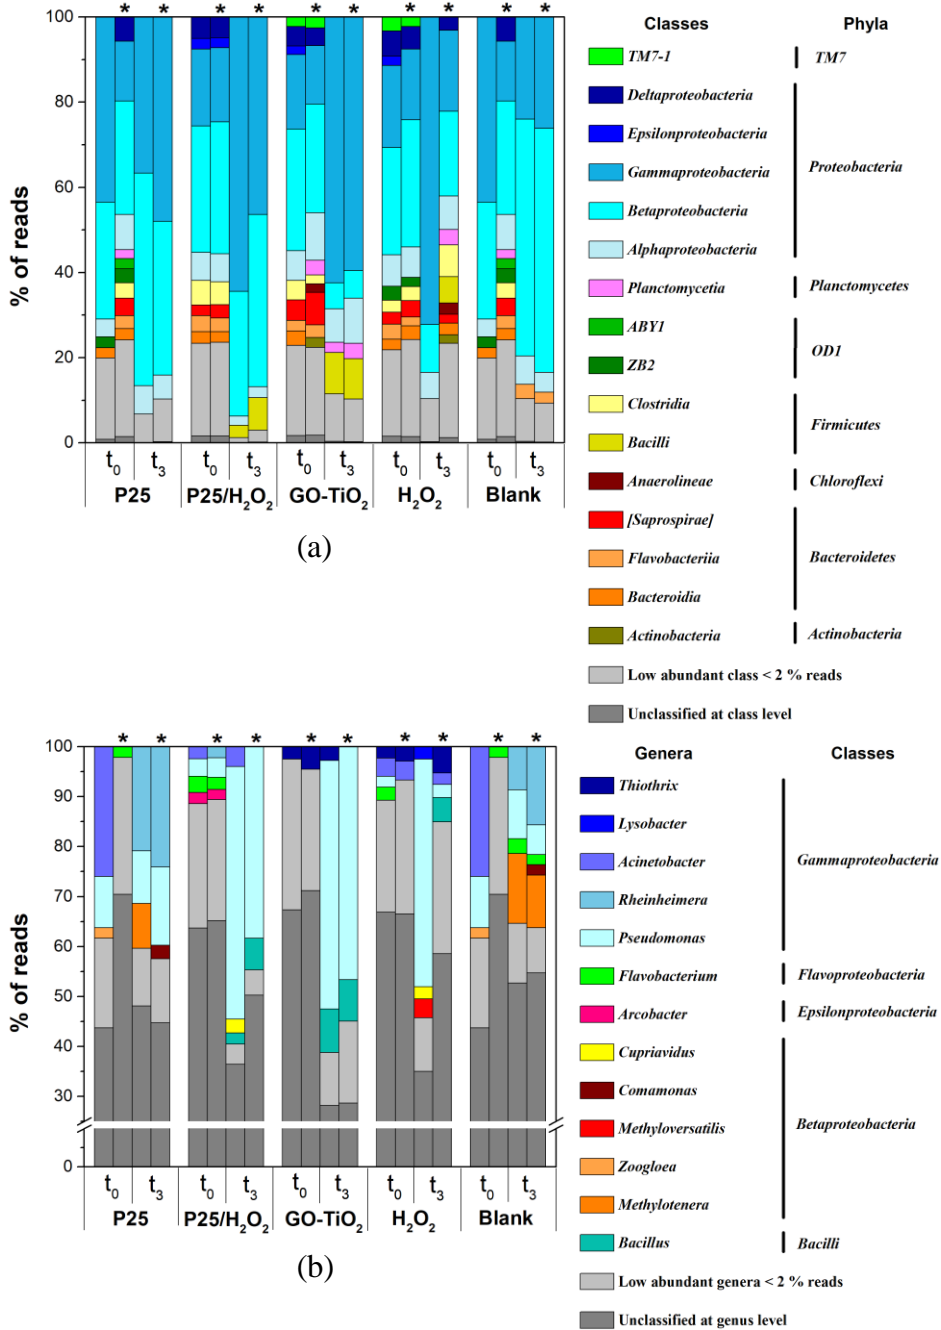 * * * * * * * * * *
100
80
60
40
20
0
% of reads
t0 t3 t0 t3 t0 t3 t0 t3 t0 t3
P25 P25/H2O2 GO-TiO2 H2O2 Blank
(a)
Classes Phyla
TM7-1 TM7
Deltaproteobacteria
Epsilonproteobacteria
Gammaproteobacteria Proteobacteria
Betaproteobacteria
Alphaproteobacteria
Planctomycetia Planctomycetes
ABY1
ZB2 OD1
Clostridia
Bacilli Firmicutes
Anaerolineae Chloroflexi
[Saprospirae]
Flavobacteriia Bacteroidetes
Bacteroidia
Actinobacteria Actinobacteria
Low abundant class < 2 % reads
Unclassified at class level
* * * * * * * * * *
100
90
80
70
60
50
40
30
0
% of reads
t0 t3 t0 t3 t0 t3 t0 t3 t0 t3
P25 P25/H2O2 GO-TiO2 H2O2 Blank
(b)
Genera Classes
Thiothrix
Lysobacter
Acinetobacter Gammaproteobacteria
Rheinheimera
Pseudomonas
Flavobacterium Flavoproteobacteria
Arcobacter Epsilonproteobacteria
Cupriavidus
Comamonas
Methyloversatilis Betaproteobacteria
Zoogloea
Methylotenera
Bacillus Bacilli
Low abundant genera < 2 % reads
Unclassified at genus level